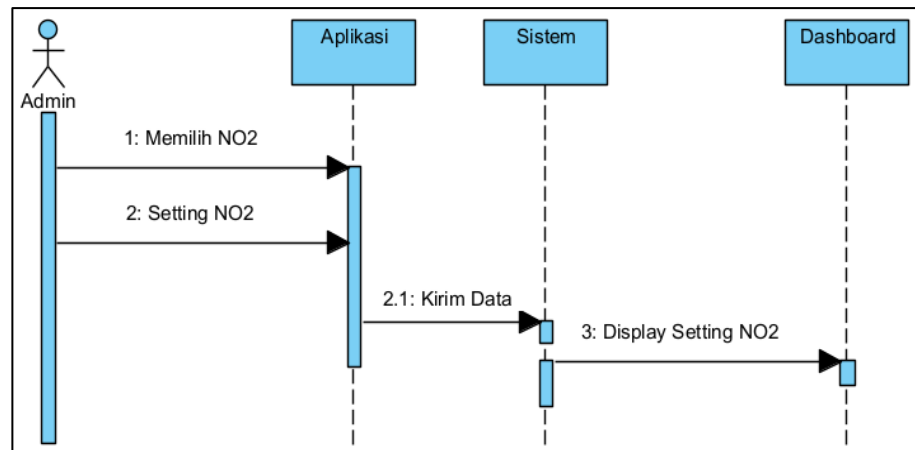 Aplikasi
Sistem
Dashboard
Admin
1: Memilih NO2
2: Setting NO2
2.1: Kirim Data
3: Display Setting NO2